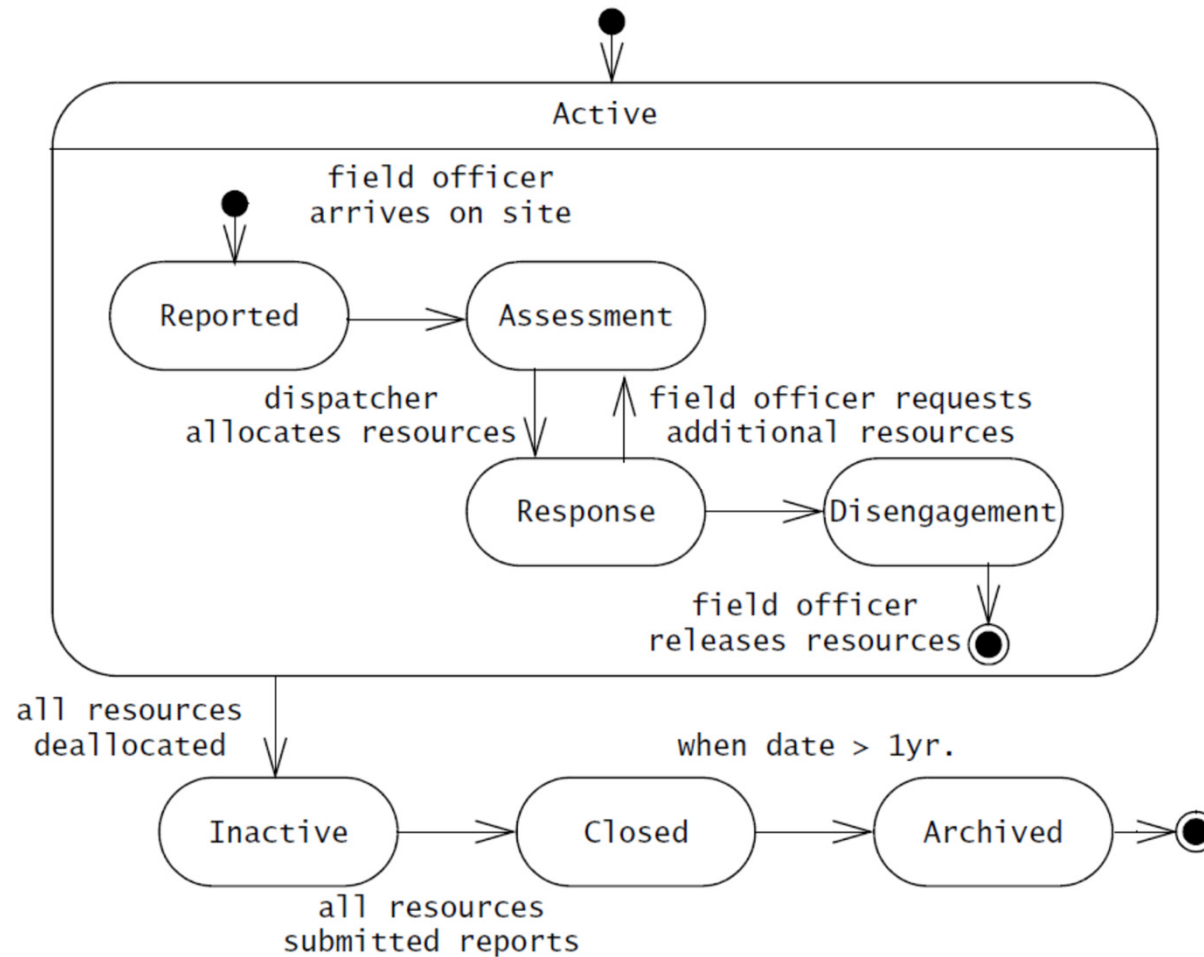 Active
field officer
arrives on site
Reported
Assessment
dispatcher
allocates resources
field officer requests
additional resources
Response
Disengagement
field officer
releases resources
all resources
deallocated
when date > 1yr.
Inactive
Closed
Archived
all resources
submitted reports